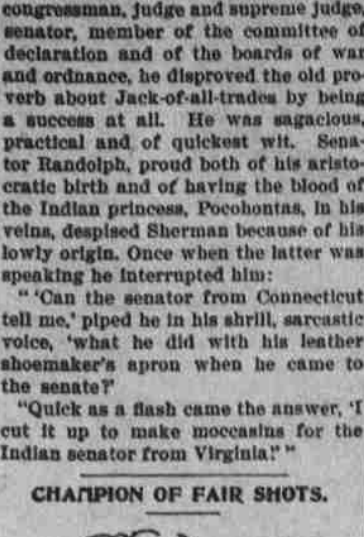 congressman, judge and supreme judge,
senator, member of the committee of
declaration and of the boards of war
and ordnance, he disproved the old pro
verb about Jack-of-all-trades by being
a success at all. He was sagacious,
practical and of quickest wit. Sena-
tor Randolph, proud both of his aristo-
cratic birth and of having the blood of
the Indian princess, Pocohontas, in his
veins, despised Sherman because of his
lowly origin. Once when the latter was
speaking he interrupted him:
" 'Can the senator from Connecticut
tell me,' piped he in his shrill, sarcastic
voice, 'what he did with his leather
shoemaker's apron when he came to
the senate?'
"Quick as a flash came the answer, 'I
cut it up to make moccasins for the
Indian senator from Virginia!' "
CHAMPION OF FAIR SHOTS.